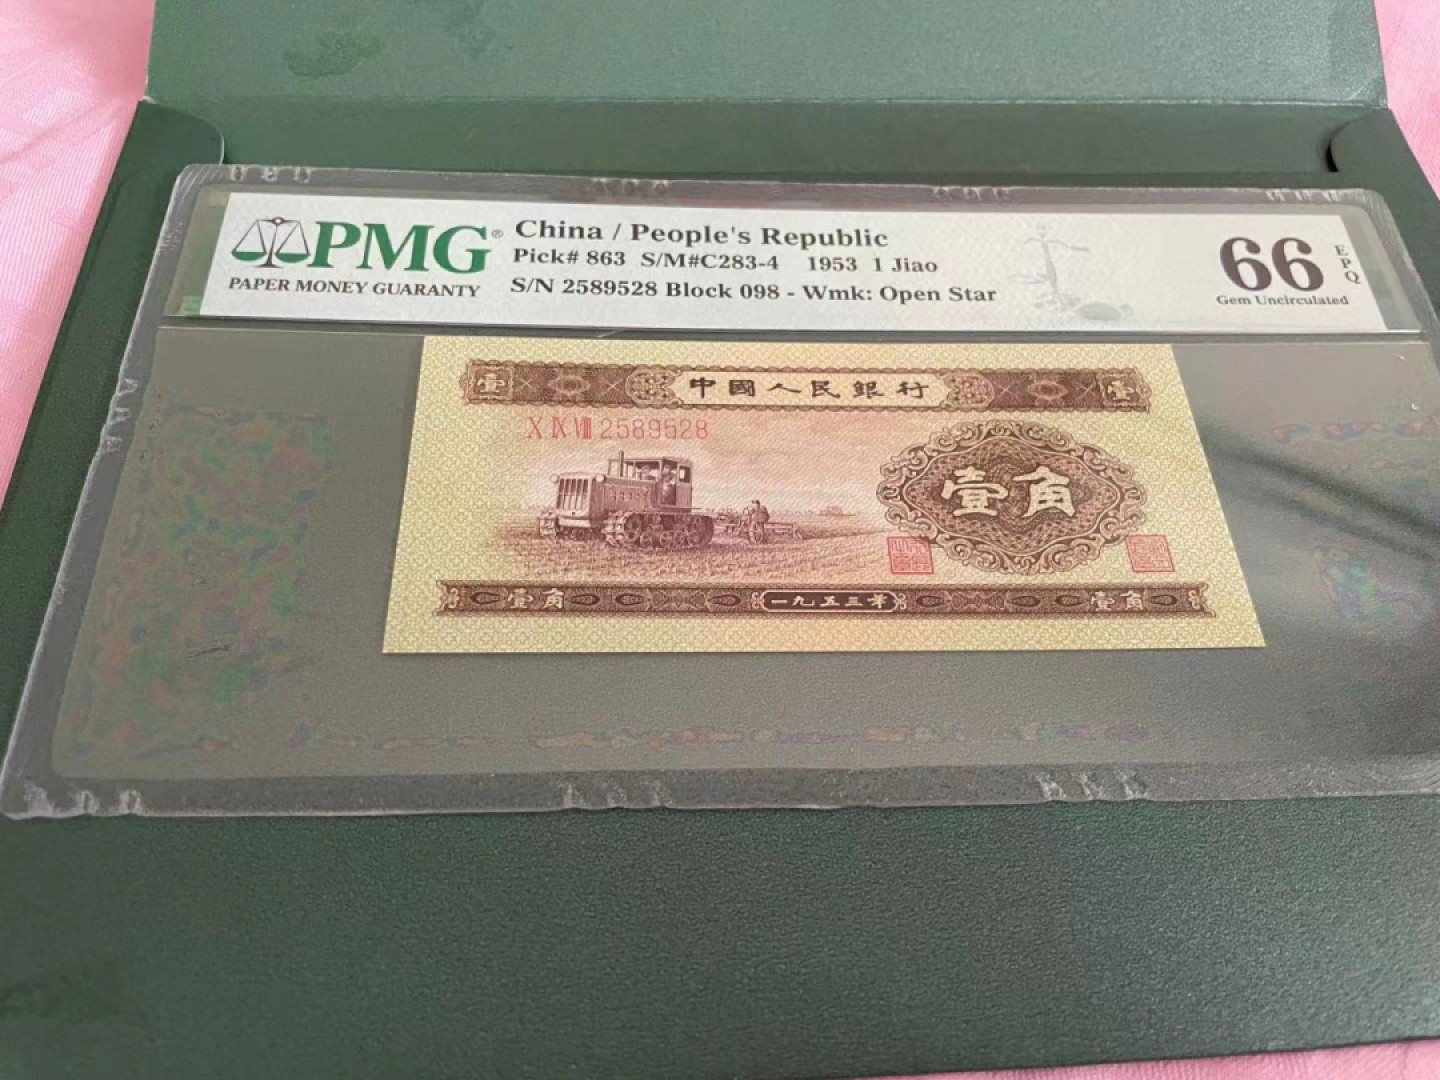 PMG®
PAPER MONEY GUARANTY
China / People's Republic
Pick# 863 S/M#C283-4 1953 1 Jiao
S/N 2589528 Block 098 - Wmk: Open Star
66
EPQ
Gem Uncirculated
壹 中國人民銀行 壹
X IX VIII 2589528
壹角
壹角 一九五三年 壹角